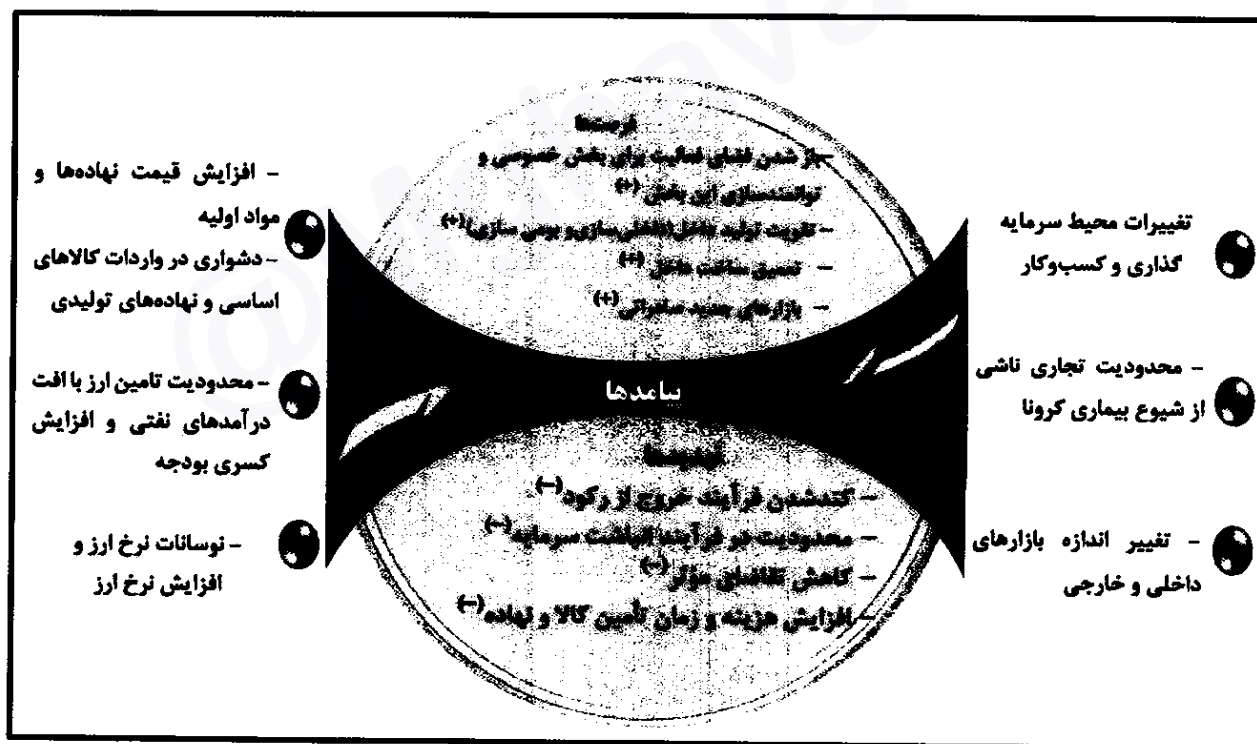 تغییرات محیط سرمایه
گذاری و کسب‌وکار
- محدودیت تجاری ناشی
از شیوع بیماری کرونا
- تغییر اندازه بازارهای
داخلی و خارجی
فرصت‌ها
- باز شدن فضای فعالیت برای بخش خصوصی و
توانمندسازی این بخش (+)
- تقویت تولید داخل (داخلی‌سازی و بومی سازی) (+)
- تعمیق ساخت داخل (+)
- بازارهای جدید صادراتی (+)
پیامدها
تهدیدها
- کندشدن فرآیند خروج از رکود (-)
- محدودیت در فرآیند انباشت سرمایه (-)
- کاهش تقاضای مؤثر (-)
- افزایش هزینه و زمان تأمین کالا و نهاده (-)
- افزایش قیمت نهاده‌ها و
مواد اولیه
- دشواری در واردات کالاهای
اساسی و نهاده‌های تولیدی
- محدودیت تامین ارز با افت
درآمدهای نفتی و افزایش
کسری بودجه
- نوسانات نرخ ارز و
افزایش نرخ ارز